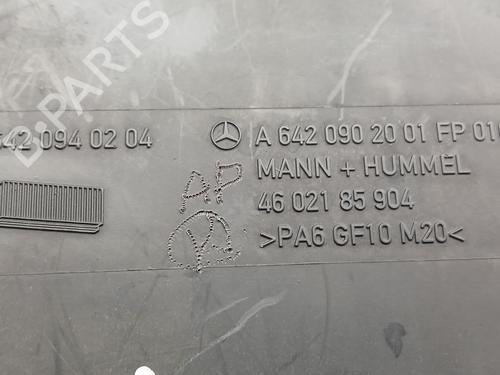 B-PARTS
642 094 02 04
A 642 090 20 01 FP 01
MANN + HUMMEL
46 021 85 904
>PA6 GF10 M20<
AP